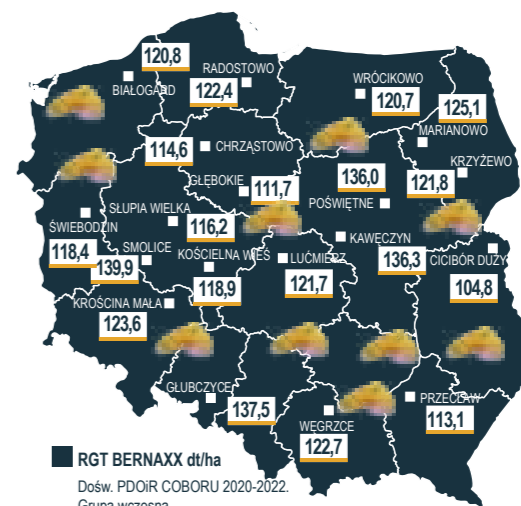 120,8
BIAŁOGARD
RADOSTOWO
122,4
WRÓCIKOWO
120,7
125,1
MARIANOWO
114,6
CHRZĄSTOWO
GŁĘBOKIE
111,7
136,0
POŚWIĘTNE
121,8
KRZYŻEWO
ŚWIEBODZIN
118,4
SŁUPIA WIELKA
116,2
SMOLICE
139,9
KOŚCIELNA WIEŚ
118,9
LUĆMIERZ
121,7
KAWĘCZYN
136,3
CICIBÓR DUŻY
104,8
KROŚCINA MAŁA
123,6
GŁUBCZYCE
137,5
WĘGRZCE
122,7
PRZECŁAW
113,1
RGT BERNAXX dt/ha
Dośw. PDOiR COBORU 2020-2022.
Grupa wczesna